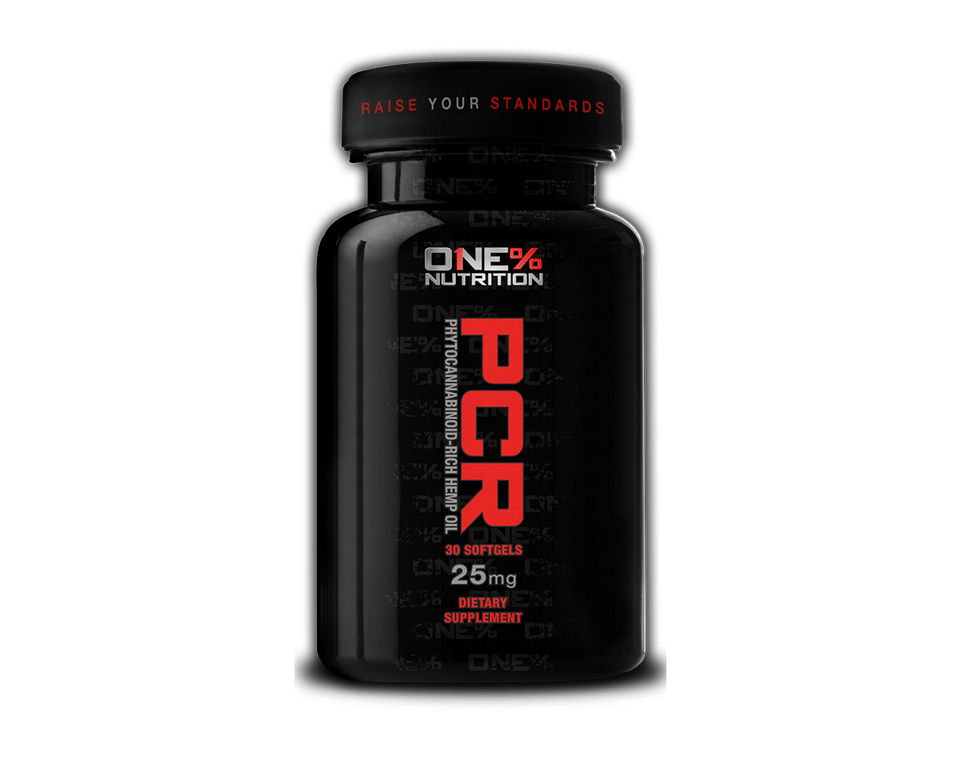 RAISE YOUR STANDARDS
ONE%
NUTRITION
PCR
PHYTOCANNABINOID-RICH HEMP OIL
30 SOFTGELS
25mg
DIETARY
SUPPLEMENT